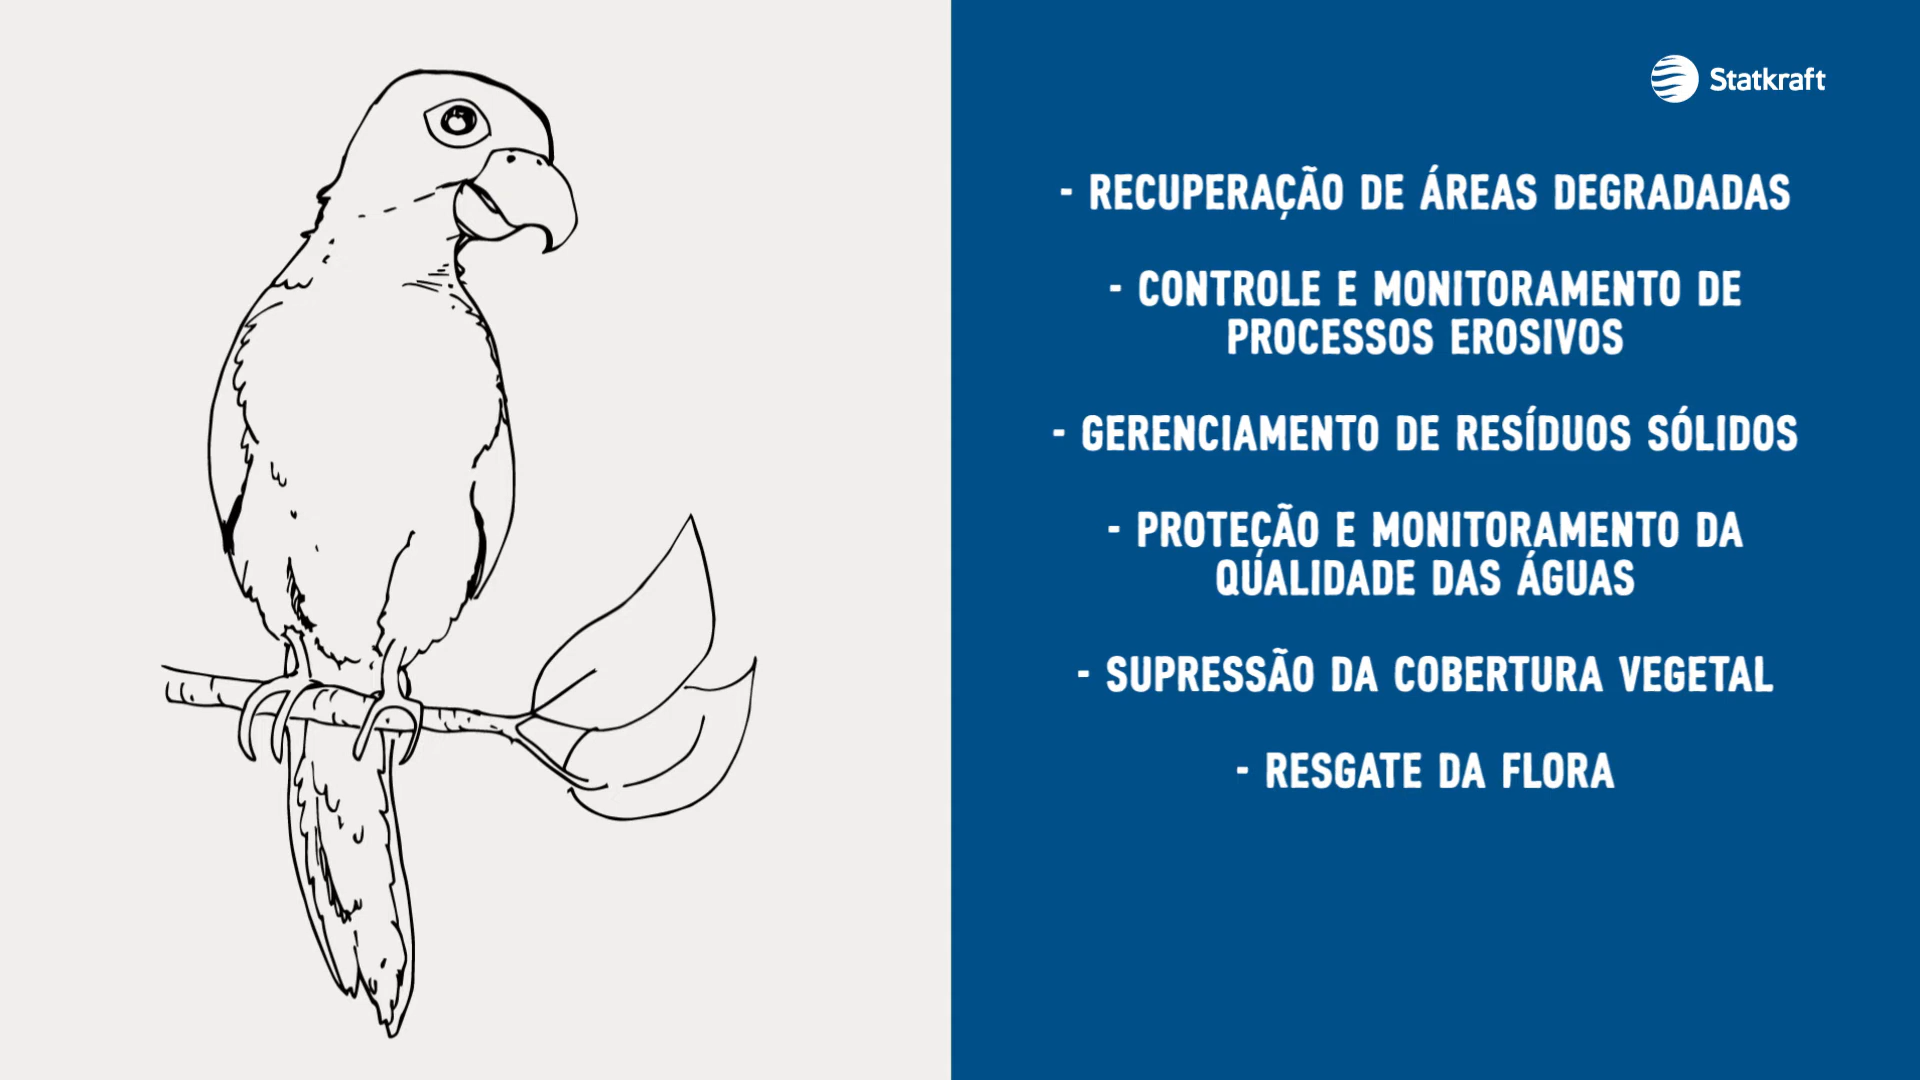 Statkraft
- RECUPERAÇÃO DE ÁREAS DEGRADADAS
- CONTROLE E MONITORAMENTO DE
PROCESSOS EROSIVOS
- GERENCIAMENTO DE RESÍDUOS SÓLIDOS
- PROTEÇÃO E MONITORAMENTO DA
QUALIDADE DAS ÁGUAS
- SUPRESSÃO DA COBERTURA VEGETAL
- RESGATE DA FLORA